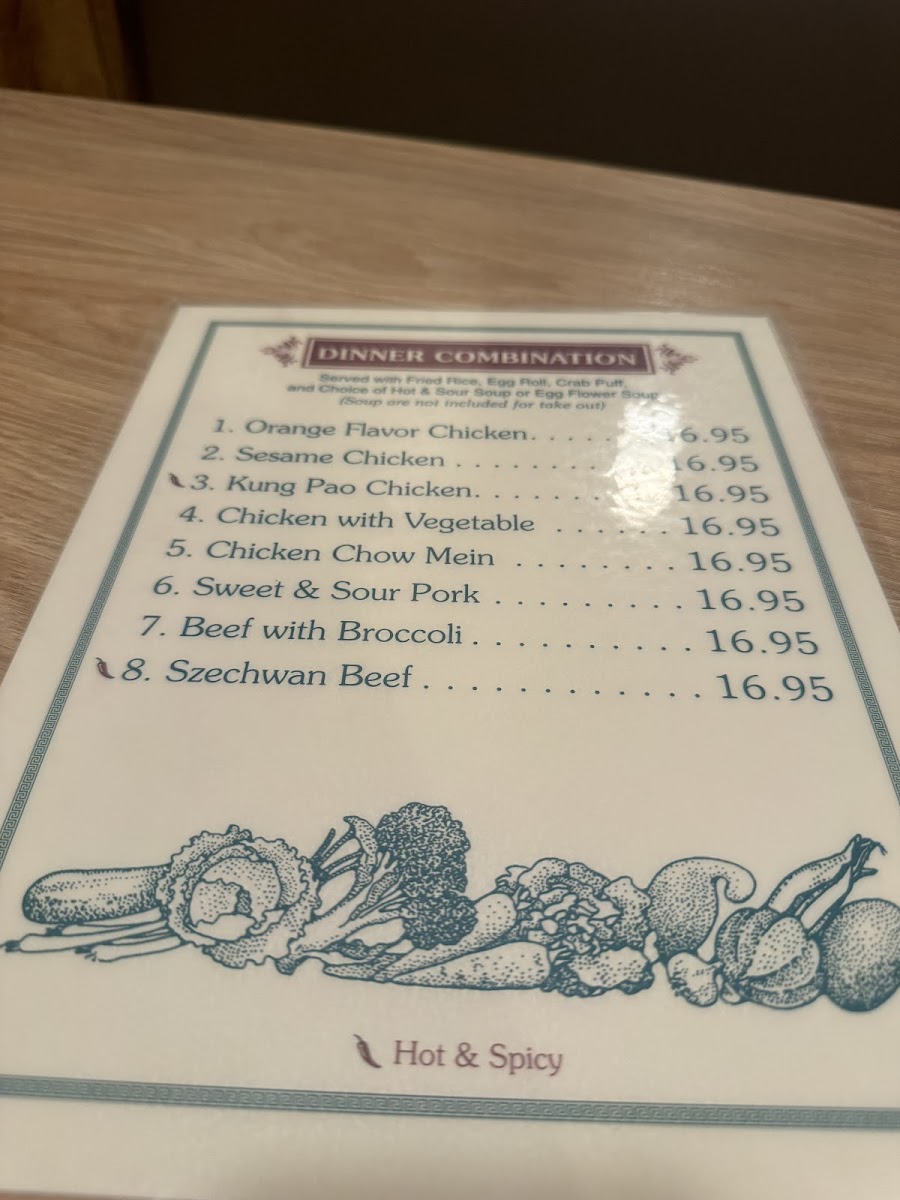 DINNER COMBINATION
Served with Fried Rice, Egg Roll, Crab Puff,
and Choice of Hot & Sour Soup or Egg Flower Soup
(Soup are not included for take out)
1. Orange Flavor Chicken. . . . . 16.95
2. Sesame Chicken . . . . . . . . . 16.95
3. Kung Pao Chicken. . . . . . . . 16.95
4. Chicken with Vegetable . . . . . . 16.95
5. Chicken Chow Mein . . . . . . . . 16.95
6. Sweet & Sour Pork . . . . . . . . . . 16.95
7. Beef with Broccoli . . . . . . . . . . 16.95
8. Szechwan Beef . . . . . . . . . . . . . 16.95
Hot & Spicy